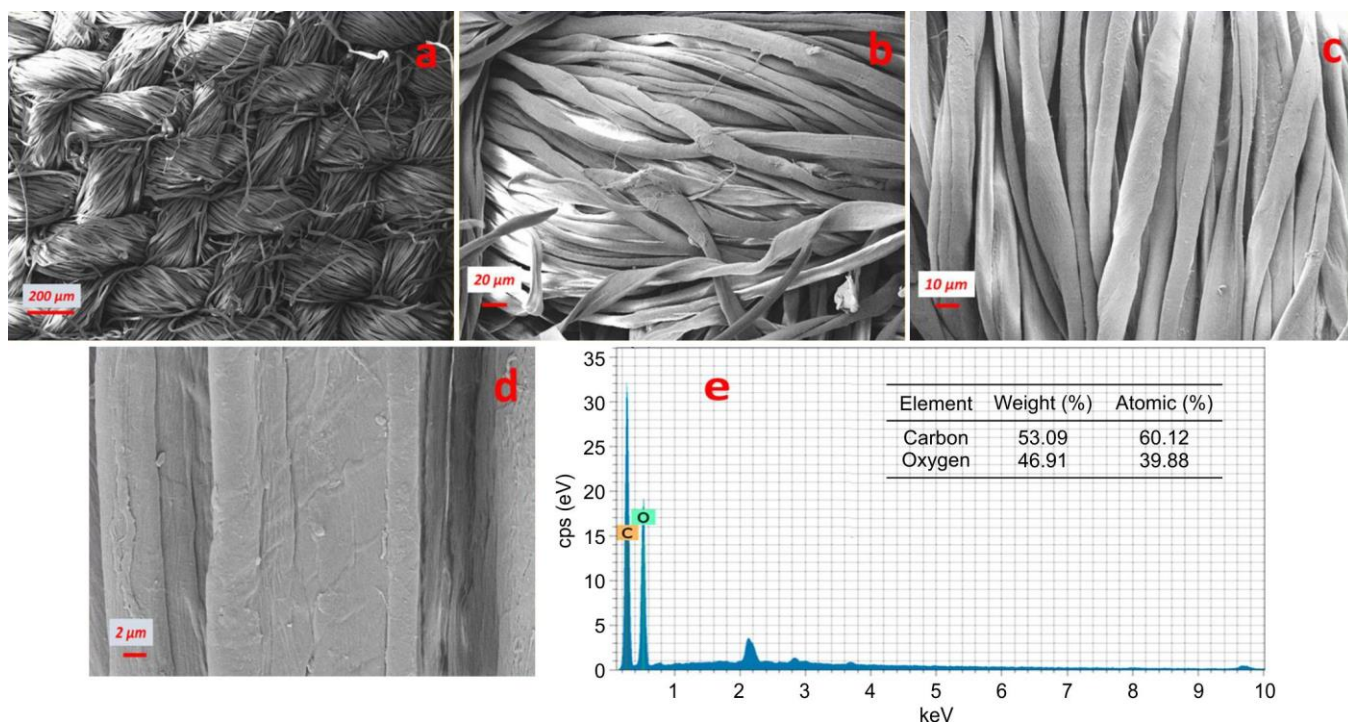 a
200 µm
b
20 µm
c
10 µm
d
2 µm
e
35
30
25
20
15
10
5
0
cps (eV)
Element Weight (%) Atomic (%)
Carbon 53.09 60.12
Oxygen 46.91 39.88
C
O
1 2 3 4 5 6 7 8 9 10
keV